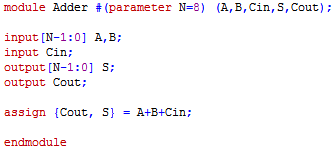 module Adder #(parameter N=8) (A,B,Cin,S,Cout);
input[N-1:0] A,B;
input Cin;
output[N-1:0] S;
output Cout;
assign {Cout, S} = A+B+Cin;
endmodule